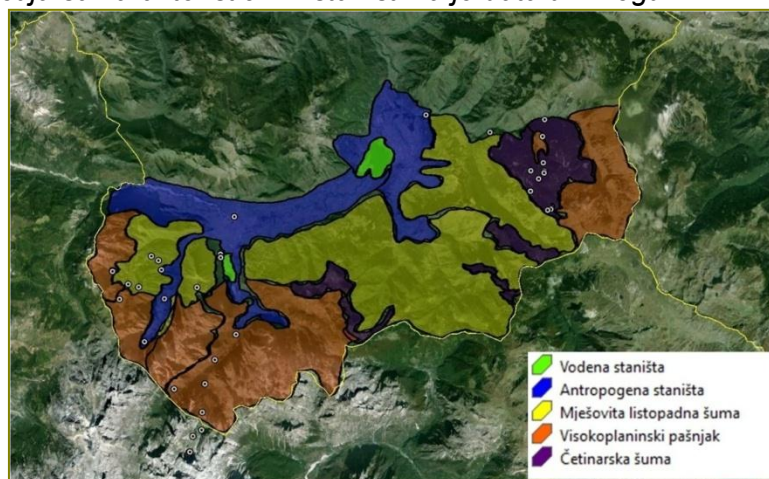 Vodena staništa
Antropogena staništa
Mješovita listopadna šuma
Visokoplaninski pašnjak
Četinarska šuma